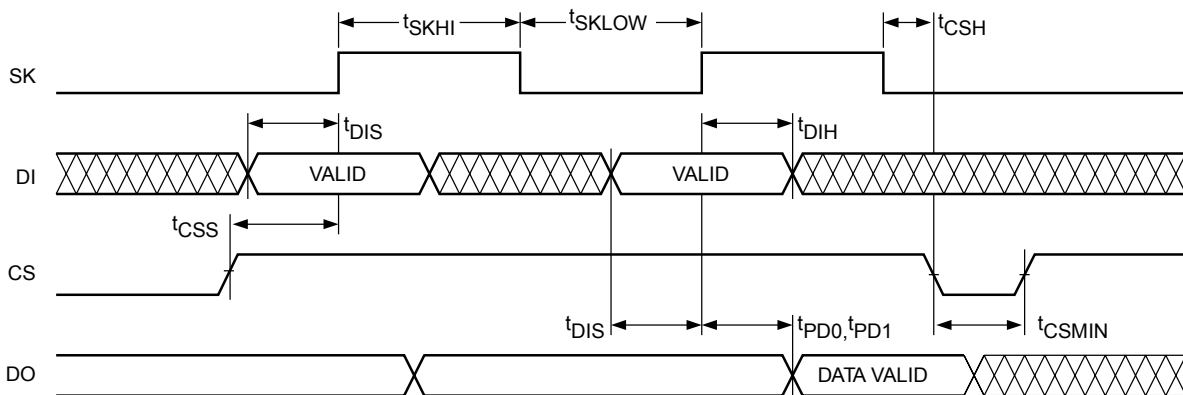 tSKHI tSKLOW tCSH
SK
tDIS tDIH
DI VALID VALID
tCSS
CS
tDIS tPD0,tPD1 tCSMIN
DO DATA VALID